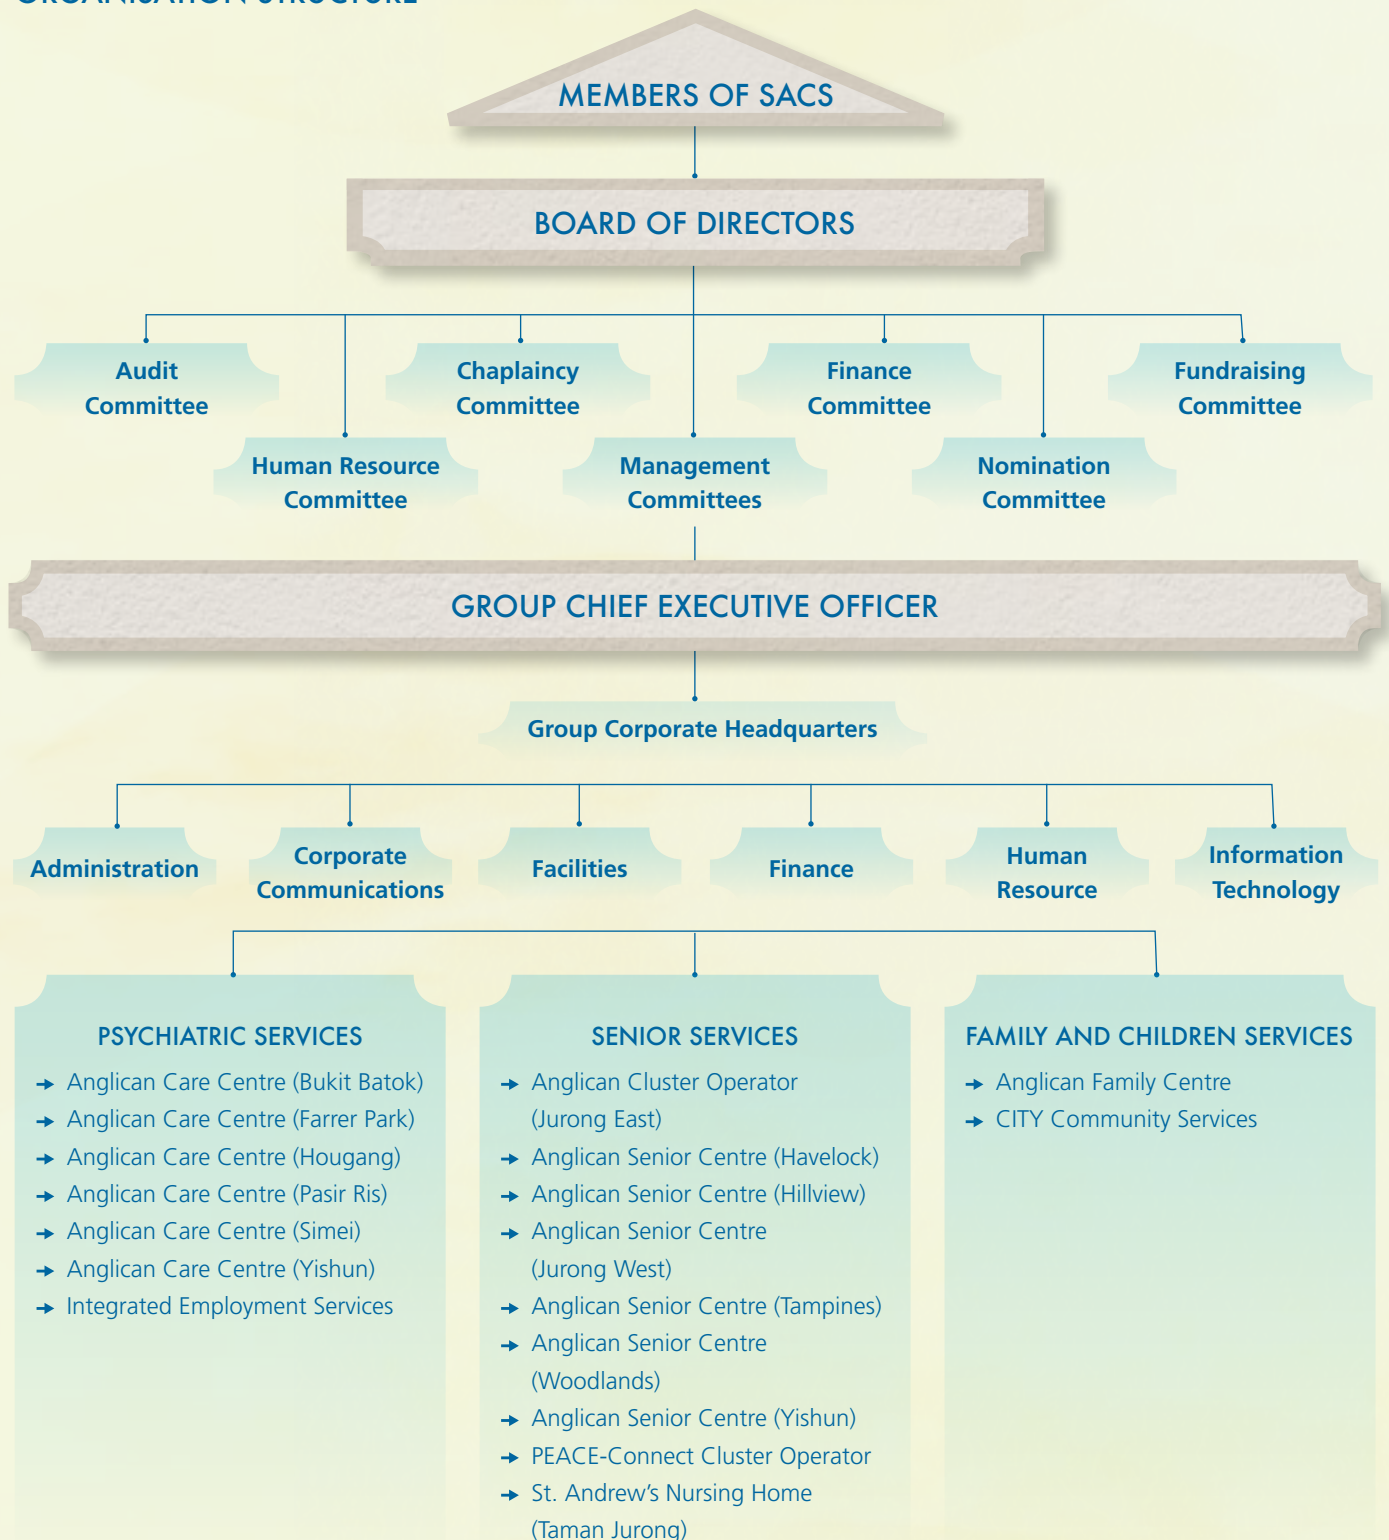 ORGANISATION STRUCTURE
MEMBERS OF SACS
BOARD OF DIRECTORS
Audit
Committee
Chaplaincy
Committee
Finance
Committee
Fundraising
Committee
Human Resource
Committee
Management
Committees
Nomination
Committee
GROUP CHIEF EXECUTIVE OFFICER
Group Corporate Headquarters
Administration
Corporate
Communications
Facilities
Finance
Human
Resource
Information
Technology
PSYCHIATRIC SERVICES
→ Anglican Care Centre (Bukit Batok)
→ Anglican Care Centre (Farrer Park)
→ Anglican Care Centre (Hougang)
→ Anglican Care Centre (Pasir Ris)
→ Anglican Care Centre (Simei)
→ Anglican Care Centre (Yishun)
→ Integrated Employment Services
SENIOR SERVICES
→ Anglican Cluster Operator
(Jurong East)
→ Anglican Senior Centre (Havelock)
→ Anglican Senior Centre (Hillview)
→ Anglican Senior Centre
(Jurong West)
→ Anglican Senior Centre (Tampines)
→ Anglican Senior Centre
(Woodlands)
→ Anglican Senior Centre (Yishun)
→ PEACE-Connect Cluster Operator
→ St. Andrew’s Nursing Home
(Taman Jurong)
FAMILY AND CHILDREN SERVICES
→ Anglican Family Centre
→ CITY Community Services